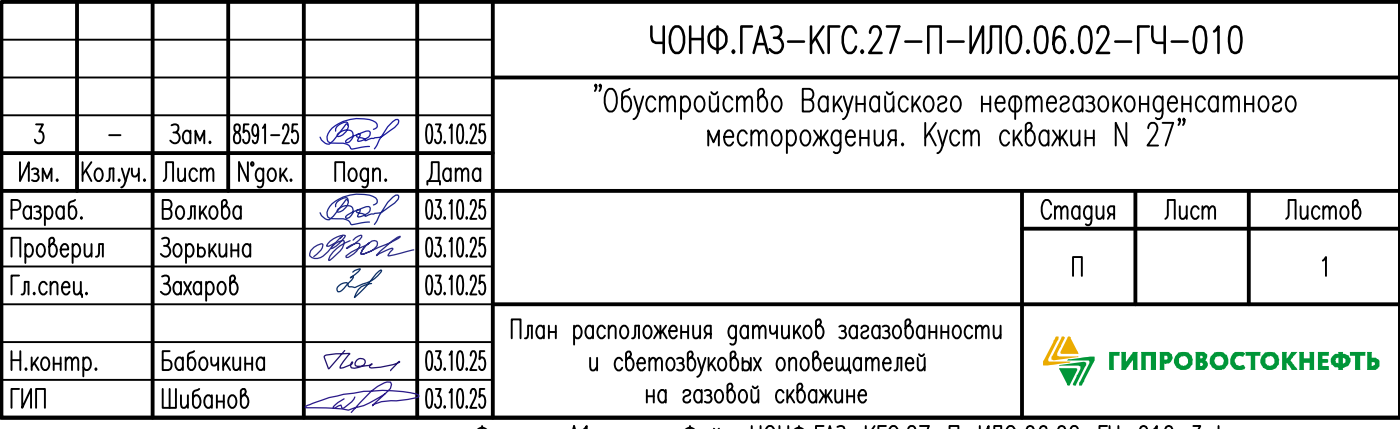 ЧОНФ.ГАЗ-КГС.27-П-ИЛО.06.02-ГЧ-010
"Обустройство Вакунайского нефтегазоконденсатного
месторождения. Куст скважин N 27"
3 – Зам. 8591-25 03.10.25
Изм. Кол.уч. Лист N°док. Подп. Дата
Разраб. Волкова 03.10.25
Проверил Зорькина 03.10.25
Гл.спец. Захаров 03.10.25
Н.контр. Бабочкина 03.10.25
ГИП Шибанов 03.10.25
Стадия Лист Листов
П 1
План расположения датчиков загазованности
и светозвуковых оповещателей
на газовой скважине
ГИПРОВОСТОКНЕФТЬ